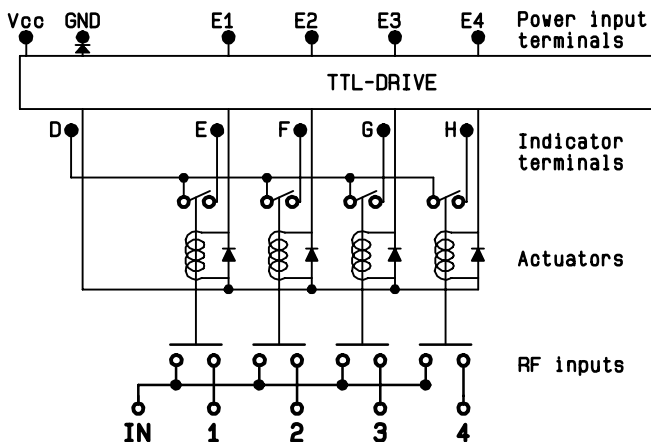 Vcc GND E1 E2 E3 E4 Power input
terminals
TTL-DRIVE
D E F G H Indicator
terminals
Actuators
RF inputs
IN 1 2 3 4